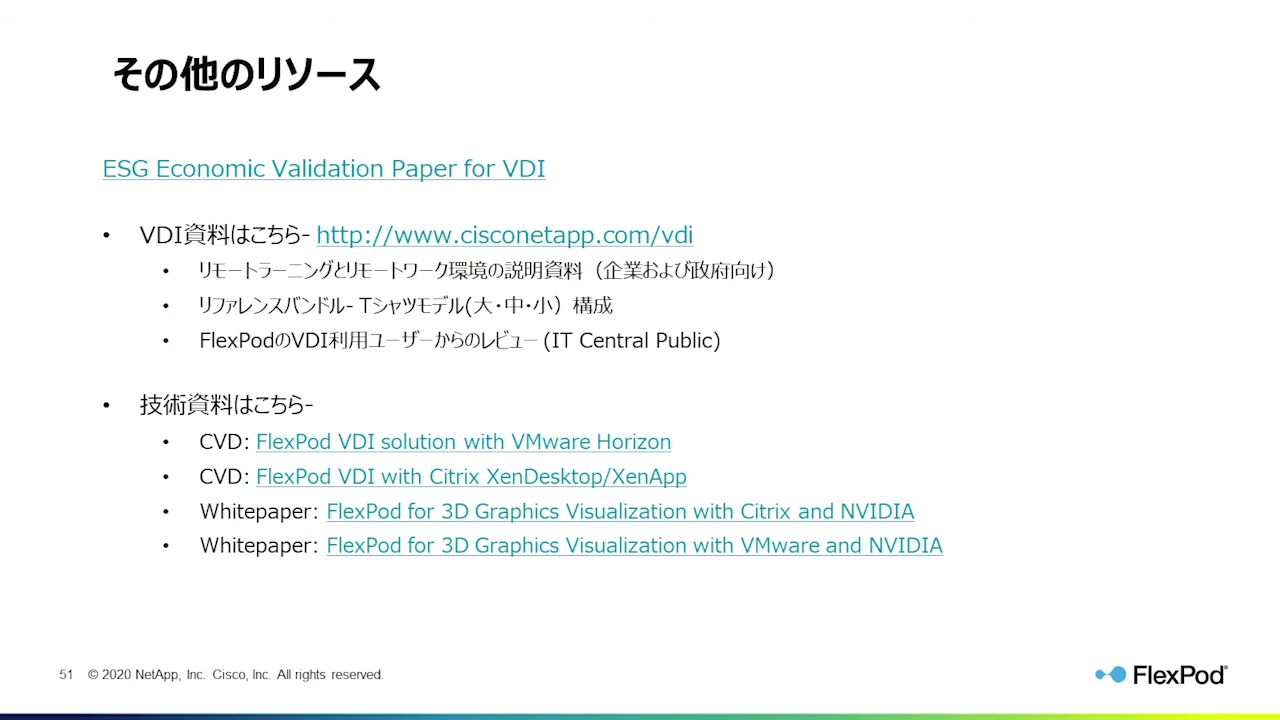 その他のリソース
ESG Economic Validation Paper for VDI
• VDI資料はこちら- http://www.cisconetapp.com/vdi
• リモートラーニングとリモートワーク環境の説明資料（企業および政府向け）
• リファレンスバンドル- Tシャツモデル(大・中・小）構成
• FlexPodのVDI利用ユーザーからのレビュー (IT Central Public)
• 技術資料はこちら-
• CVD: FlexPod VDI solution with VMware Horizon
• CVD: FlexPod VDI with Citrix XenDesktop/XenApp
• Whitepaper: FlexPod for 3D Graphics Visualization with Citrix and NVIDIA
• Whitepaper: FlexPod for 3D Graphics Visualization with VMware and NVIDIA
51 © 2020 NetApp, Inc. Cisco, Inc. All rights reserved.
FlexPod®